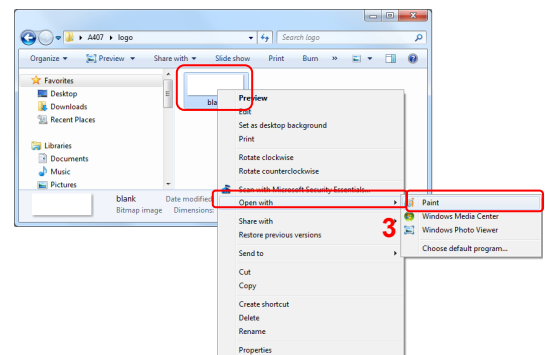 A407 ▸ logo
Search logo
Organize
Preview
Share with
Slide show
Print
Burn
»
Favorites
Desktop
Downloads
Recent Places
Libraries
Documents
Music
Pictures
blank
Date modified
Bitmap image
Dimensions:
Preview
Edit
Set as desktop background
Print
Rotate clockwise
Rotate counterclockwise
Scan with Microsoft Security Essentials...
Open with
Share with
Restore previous versions
Send to
Cut
Copy
Create shortcut
Delete
Rename
Properties
3
Paint
Windows Media Center
Windows Photo Viewer
Choose default program...